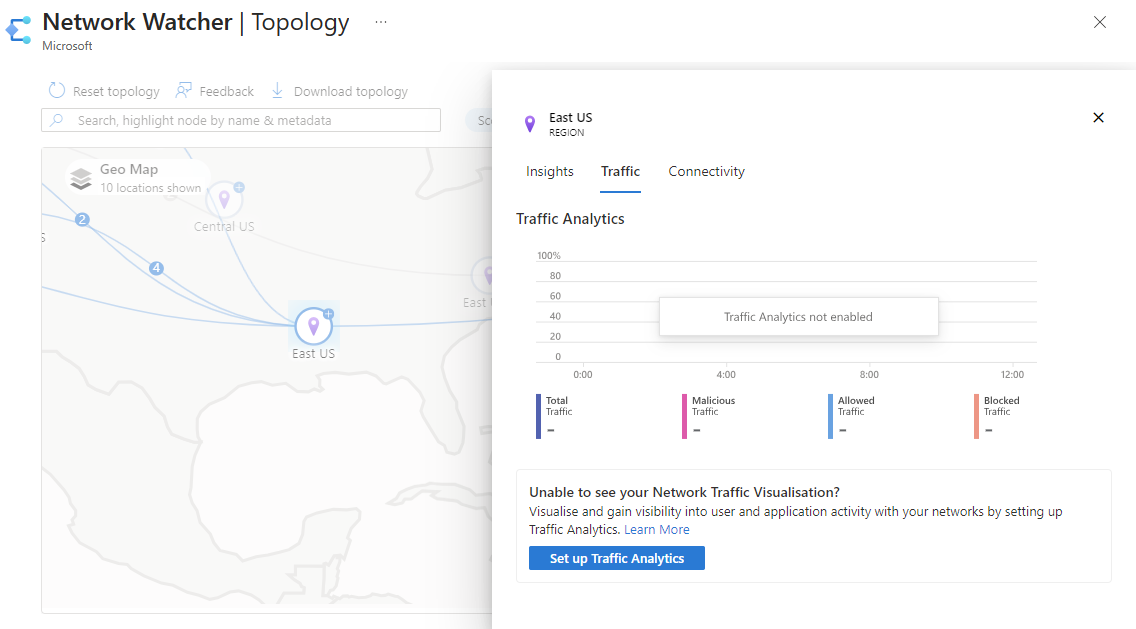 Network Watcher | Topology ...
Microsoft
Reset topology
Feedback
Download topology
Search, highlight node by name & metadata
Geo Map
10 locations shown
Central US
2
4
East
East US
East US
REGION
Insights
Traffic
Connectivity
Traffic Analytics
100%
80
60
40
20
0
Traffic Analytics not enabled
0:00
4:00
8:00
12:00
Total
Traffic
–
Malicious
Traffic
–
Allowed
Traffic
–
Blocked
Traffic
–
Unable to see your Network Traffic Visualisation?
Visualise and gain visibility into user and application activity with your networks by setting up
Traffic Analytics. Learn More
Set up Traffic Analytics